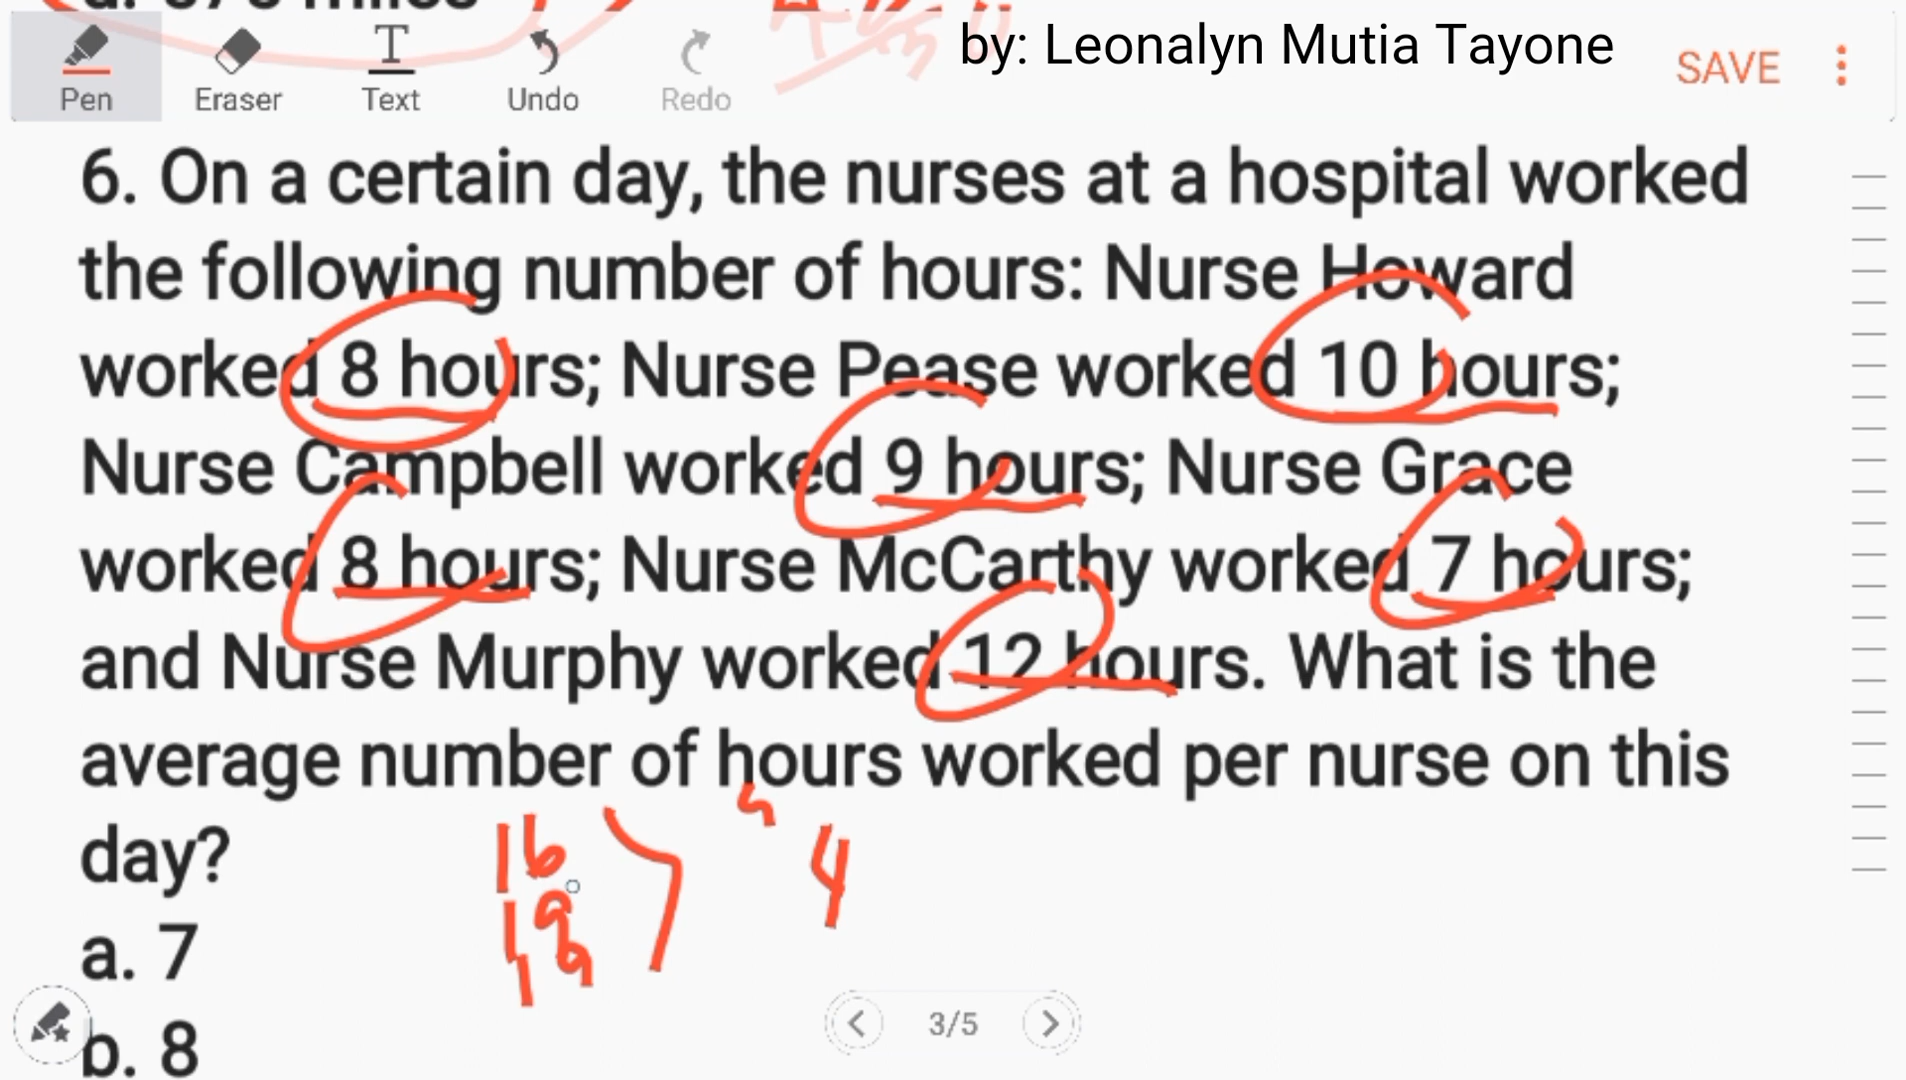 by: Leonalyn Mutia Tayone
SAVE
Pen
Eraser
Text
Undo
Redo
6. On a certain day, the nurses at a hospital worked
the following number of hours: Nurse Howard
worked 8 hours; Nurse Pease worked 10 hours;
Nurse Campbell worked 9 hours; Nurse Grace
worked 8 hours; Nurse McCarthy worked 7 hours;
and Nurse Murphy worked 12 hours. What is the
average number of hours worked per nurse on this
day?
16
4
a. 7
b. 8
3/5